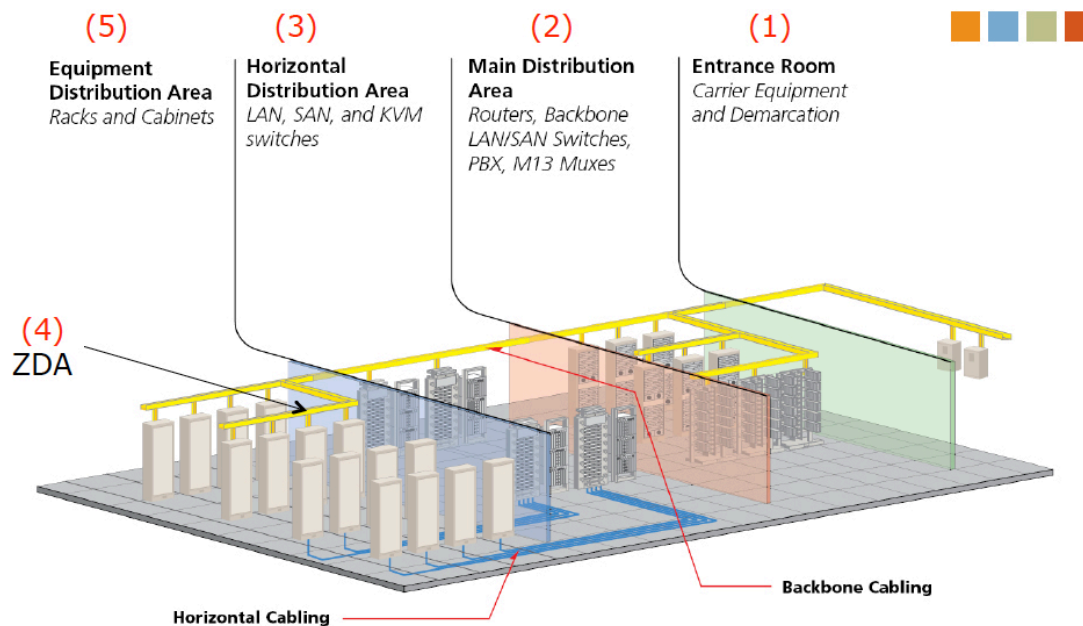 (5)
Equipment
Distribution Area
Racks and Cabinets
(3)
Horizontal
Distribution Area
LAN, SAN, and KVM
switches
(2)
Main Distribution
Area
Routers, Backbone
LAN/SAN Switches,
PBX, M13 Muxes
(1)
Entrance Room
Carrier Equipment
and Demarcation
(4)
ZDA
Backbone Cabling
Horizontal Cabling